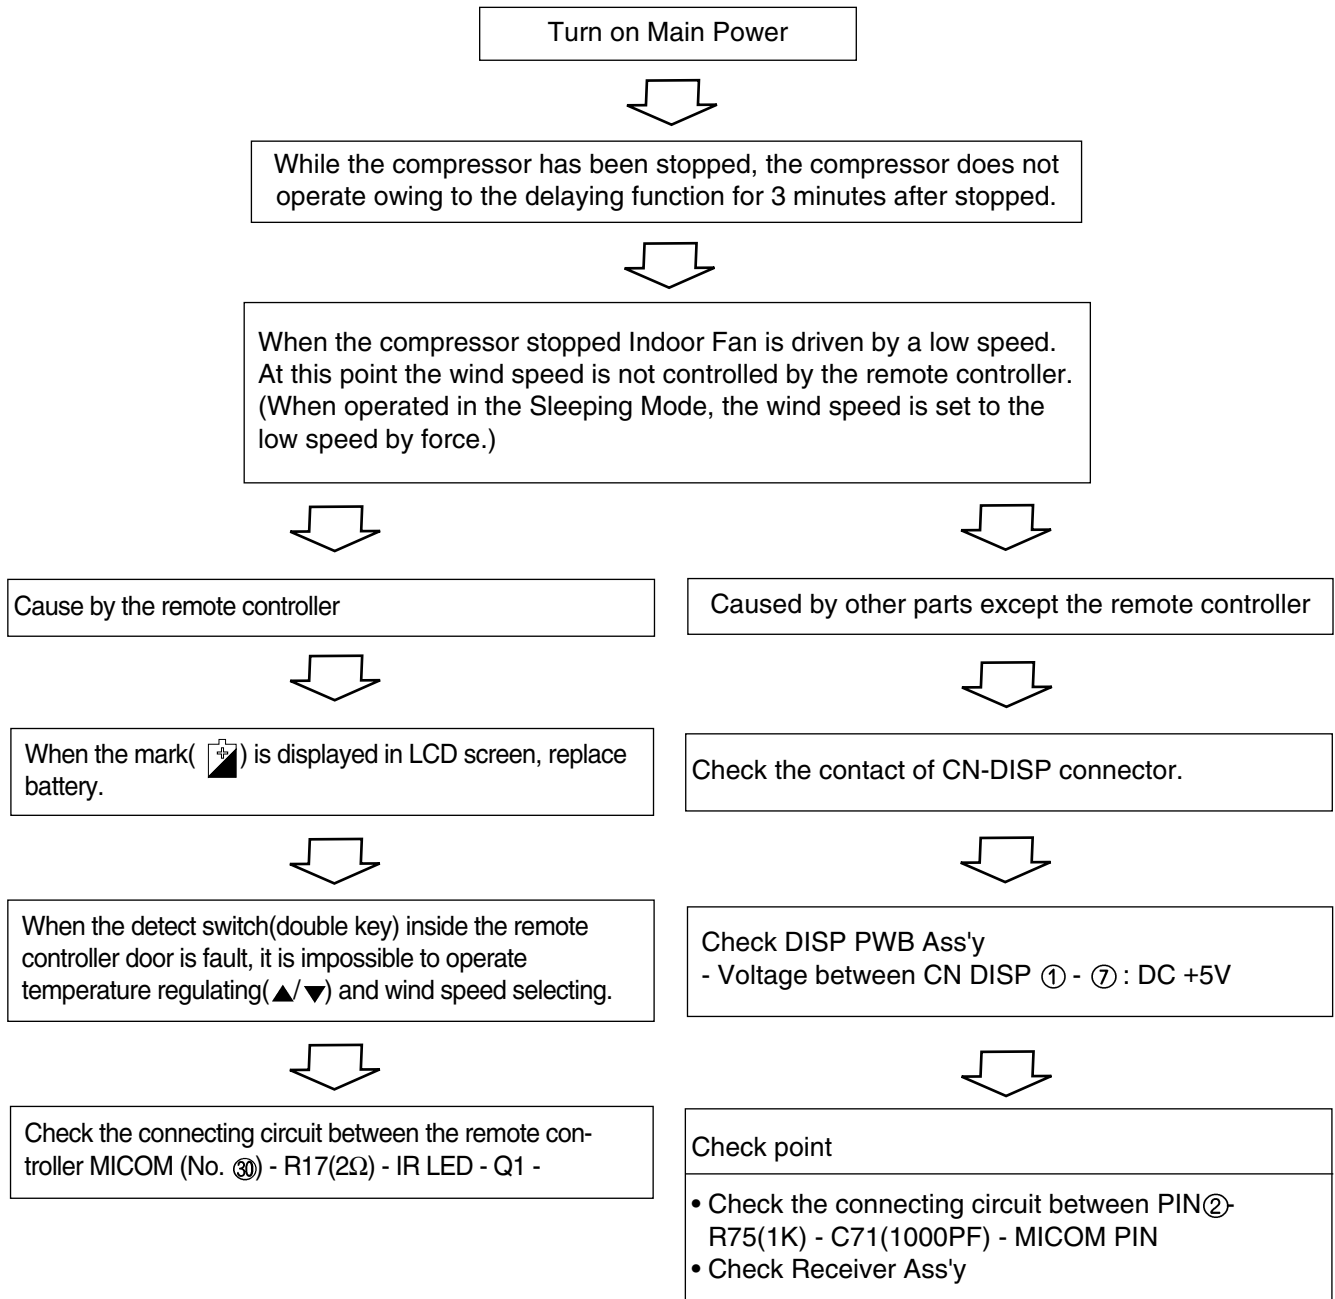 Turn on Main Power
While the compressor has been stopped, the compressor does not
operate owing to the delaying function for 3 minutes after stopped.
When the compressor stopped Indoor Fan is driven by a low speed.
At this point the wind speed is not controlled by the remote controller.
(When operated in the Sleeping Mode, the wind speed is set to the
low speed by force.)
Cause by the remote controller
When the mark( ) is displayed in LCD screen, replace
battery.
When the detect switch(double key) inside the remote
controller door is fault, it is impossible to operate
temperature regulating(▲/▼) and wind speed selecting.
Check the connecting circuit between the remote con-
troller MICOM (No. ㉚) - R17(2Ω) - IR LED - Q1 -
Caused by other parts except the remote controller
Check the contact of CN-DISP connector.
Check DISP PWB Ass'y
- Voltage between CN DISP ① - ⑦ : DC +5V
Check point
• Check the connecting circuit between PIN②-
R75(1K) - C71(1000PF) - MICOM PIN
• Check Receiver Ass'y